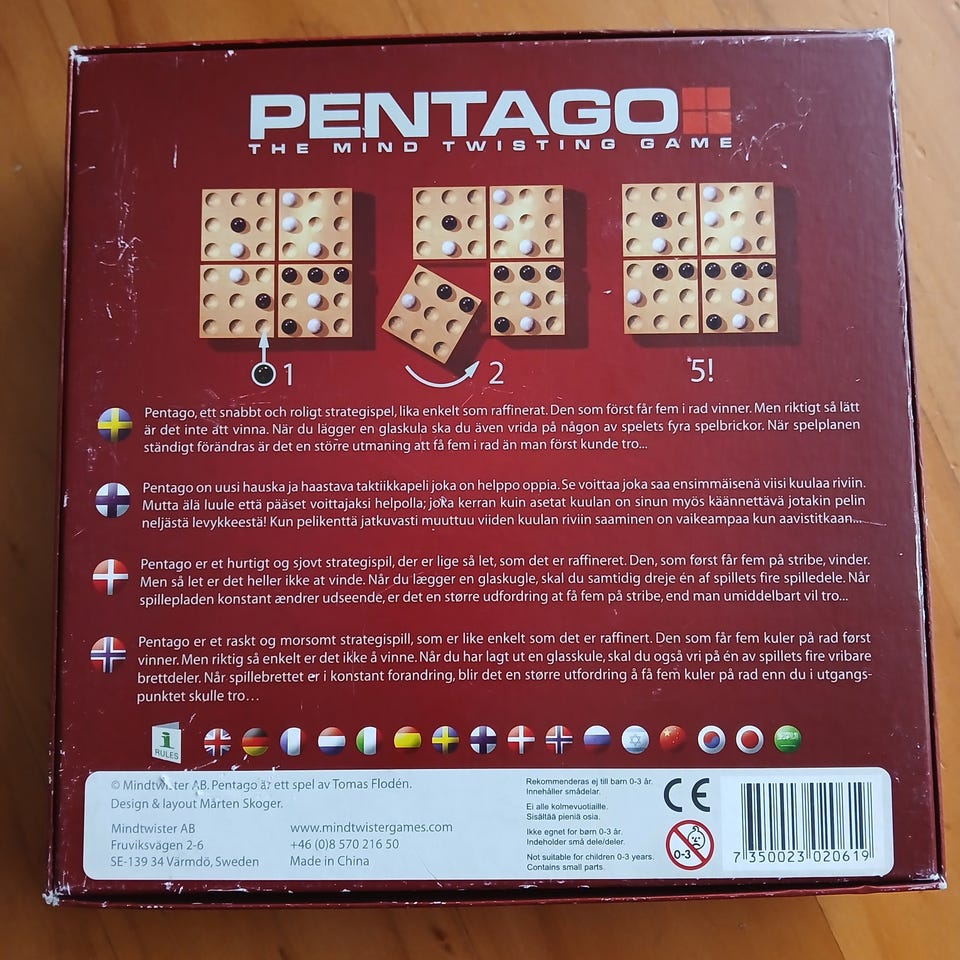 PENTAGO
THE MIND TWISTING GAME
1
2
5!
Pentago, ett snabbt och roligt strategispel, lika enkelt som raffinerat. Den som först får fem i rad vinner. Men riktigt så lätt
är det inte att vinna. När du lägger en glaskula ska du även vrida på någon av spelets fyra spelbrickor. När spelplanen
ständigt förändras är det en större utmaning att få fem i rad än man först kunde tro...
Pentago on uusi hauska ja haastava taktiikkapeli joka on helppo oppia. Se voittaa joka saa ensimmäisenä viisi kuulaa riviin.
Mutta älä luule että pääset voittajaksi helpolla; joka kerran kuin asetat kuulan on sinun myös käännettävä jotakin pelin
neljästä levykkeestä! Kun pelikenttä jatkuvasti muuttuu viiden kuulan riviin saaminen on vaikeampaa kun aavistitkaan...
Pentago er et hurtigt og sjovt strategispil, der er lige så let, som det er raffineret. Den, som først får fem på stribe, vinder.
Men så let er det heller ikke at vinde. Når du lægger en glaskugle, skal du samtidig dreje én af spillets fire spilledele. Når
spillepladen konstant ændrer udseende, er det en større udfordring at få fem på stribe, end man umiddelbart vil tro...
Pentago er et raskt og morsomt strategispill, som er like enkelt som det er raffinert. Den som får fem kuler på rad først
vinner. Men riktig så enkelt er det ikke å vinne. Når du har lagt ut en glasskule, skal du også vri på én av spillets fire vribare
brettdeler. Når spillebrettet er i konstant forandring, blir det en større utfordring å få fem kuler på rad enn du i utgangs-
punktet skulle tro...
i
RULES
© Mindtwister AB. Pentago är ett spel av Tomas Flodén.
Design & layout Mårten Skoger.
Mindtwister AB
Fruviksvägen 2-6
SE-139 34 Värmdö, Sweden
www.mindtwistergames.com
+46 (0)8 570 216 50
Made in China
Rekommenderas ej till barn 0-3 år.
Innehåller smådelar.
Ei alle kolmevuotiaille.
Sisältää pieniä osia.
Ikke egnet for børn 0-3 år.
Indeholder små dele/deler.
Not suitable for children 0-3 years.
Contains small parts.
CE
0-3
7 350023 020619